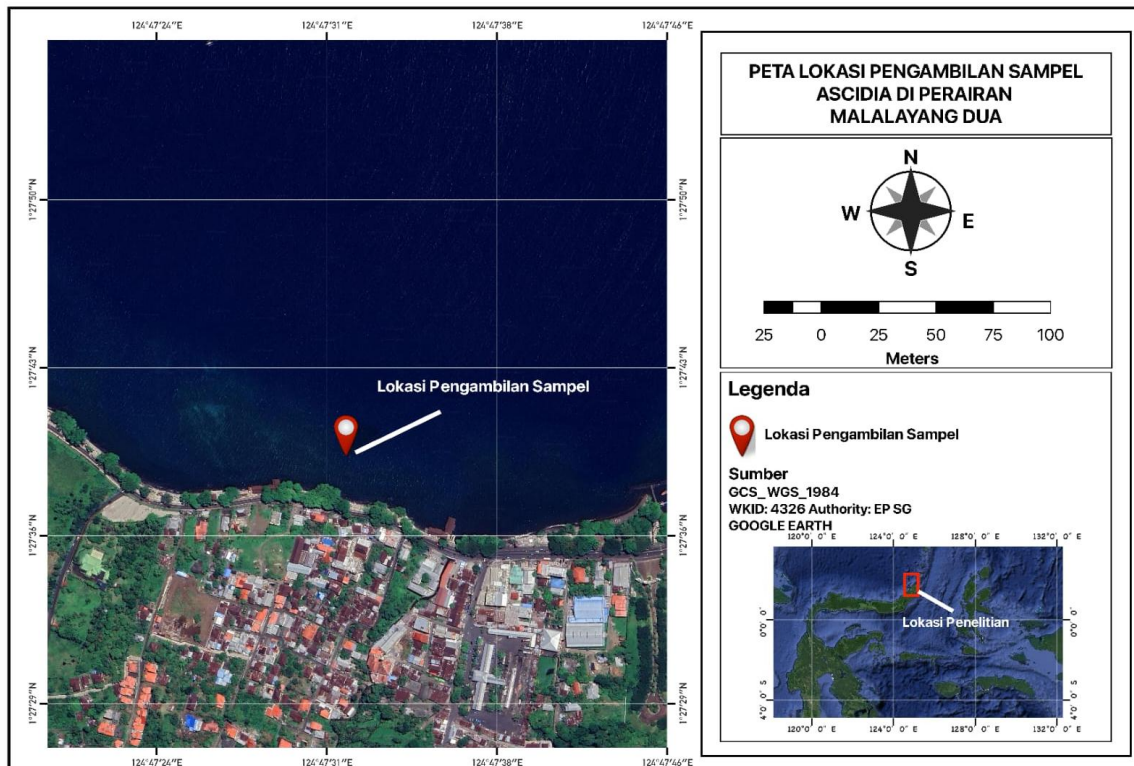 124°47'24"E 124°47'31"E 124°47'38"E 124°47'46"E
1°27'50"N 1°27'50"N
1°27'43"N 1°27'43"N
Lokasi Pengambilan Sampel
1°27'36"N 1°27'36"N
1°27'29"N 1°27'29"N
124°47'24"E 124°47'31"E 124°47'38"E 124°47'46"E
PETA LOKASI PENGAMBILAN SAMPEL
ASCIDIA DI PERAIRAN
MALALAYANG DUA
N
W E
S
25 0 25 50 75 100
Meters
Legenda
Lokasi Pengambilan Sampel
Sumber
GCS_WGS_1984
WKID: 4326 Authority: EP SG
GOOGLE EARTH
120°0' 0"E 124°0' 0"E 128°0' 0"E 132°0' 0"E
0°0' 0" 0°0' 0"
Lokasi Penelitian
4°0' 0"S 4°0' 0"S
120°0' 0"E 124°0' 0"E 128°0' 0"E 132°0' 0"E